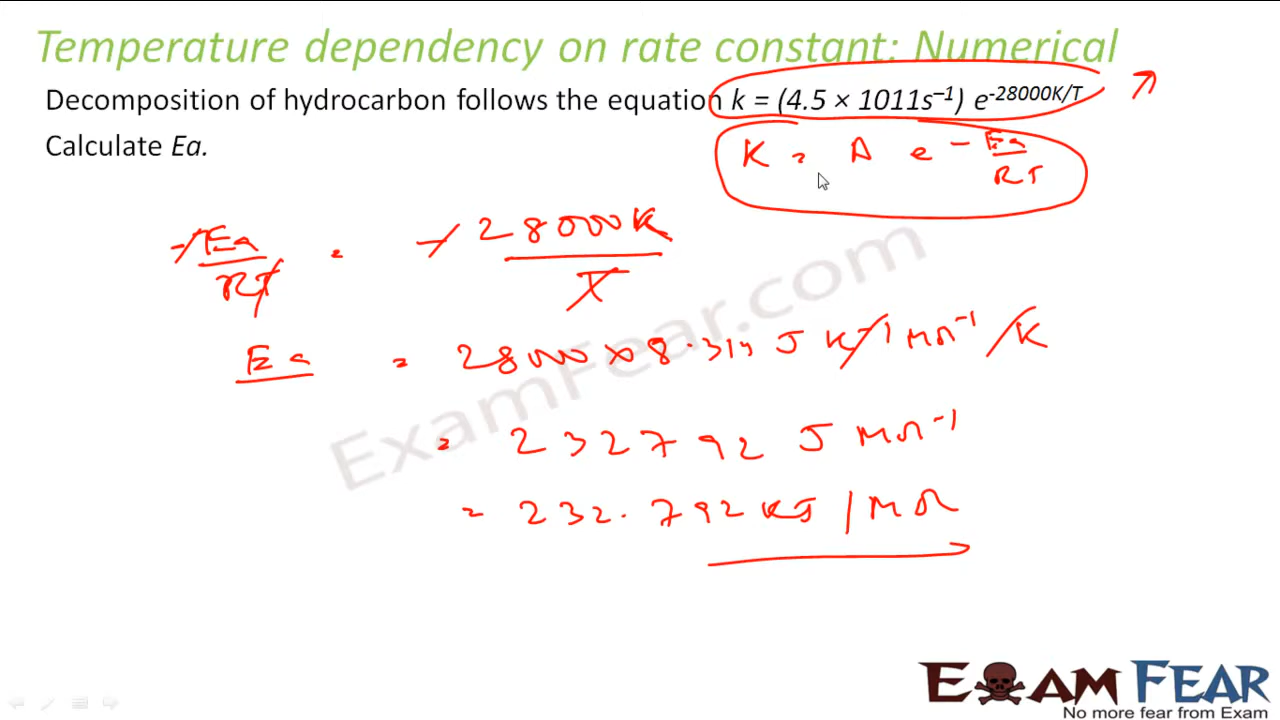 Temperature dependency on rate constant: Numerical
Decomposition of hydrocarbon follows the equation k = (4.5 × 1011s⁻¹) e⁻²⁸⁰⁰⁰ᴷ/ᵀ
Calculate Ea.
K = A e - Ea/RT
-Ea/RT = -28000K/T
Ea = 28000 × 8.314 J K-1 mol-1 / K
= 232792 J mol-1
= 232.792 KJ / mol
ExamFear.com
EXAM FEAR
No more fear from Exam